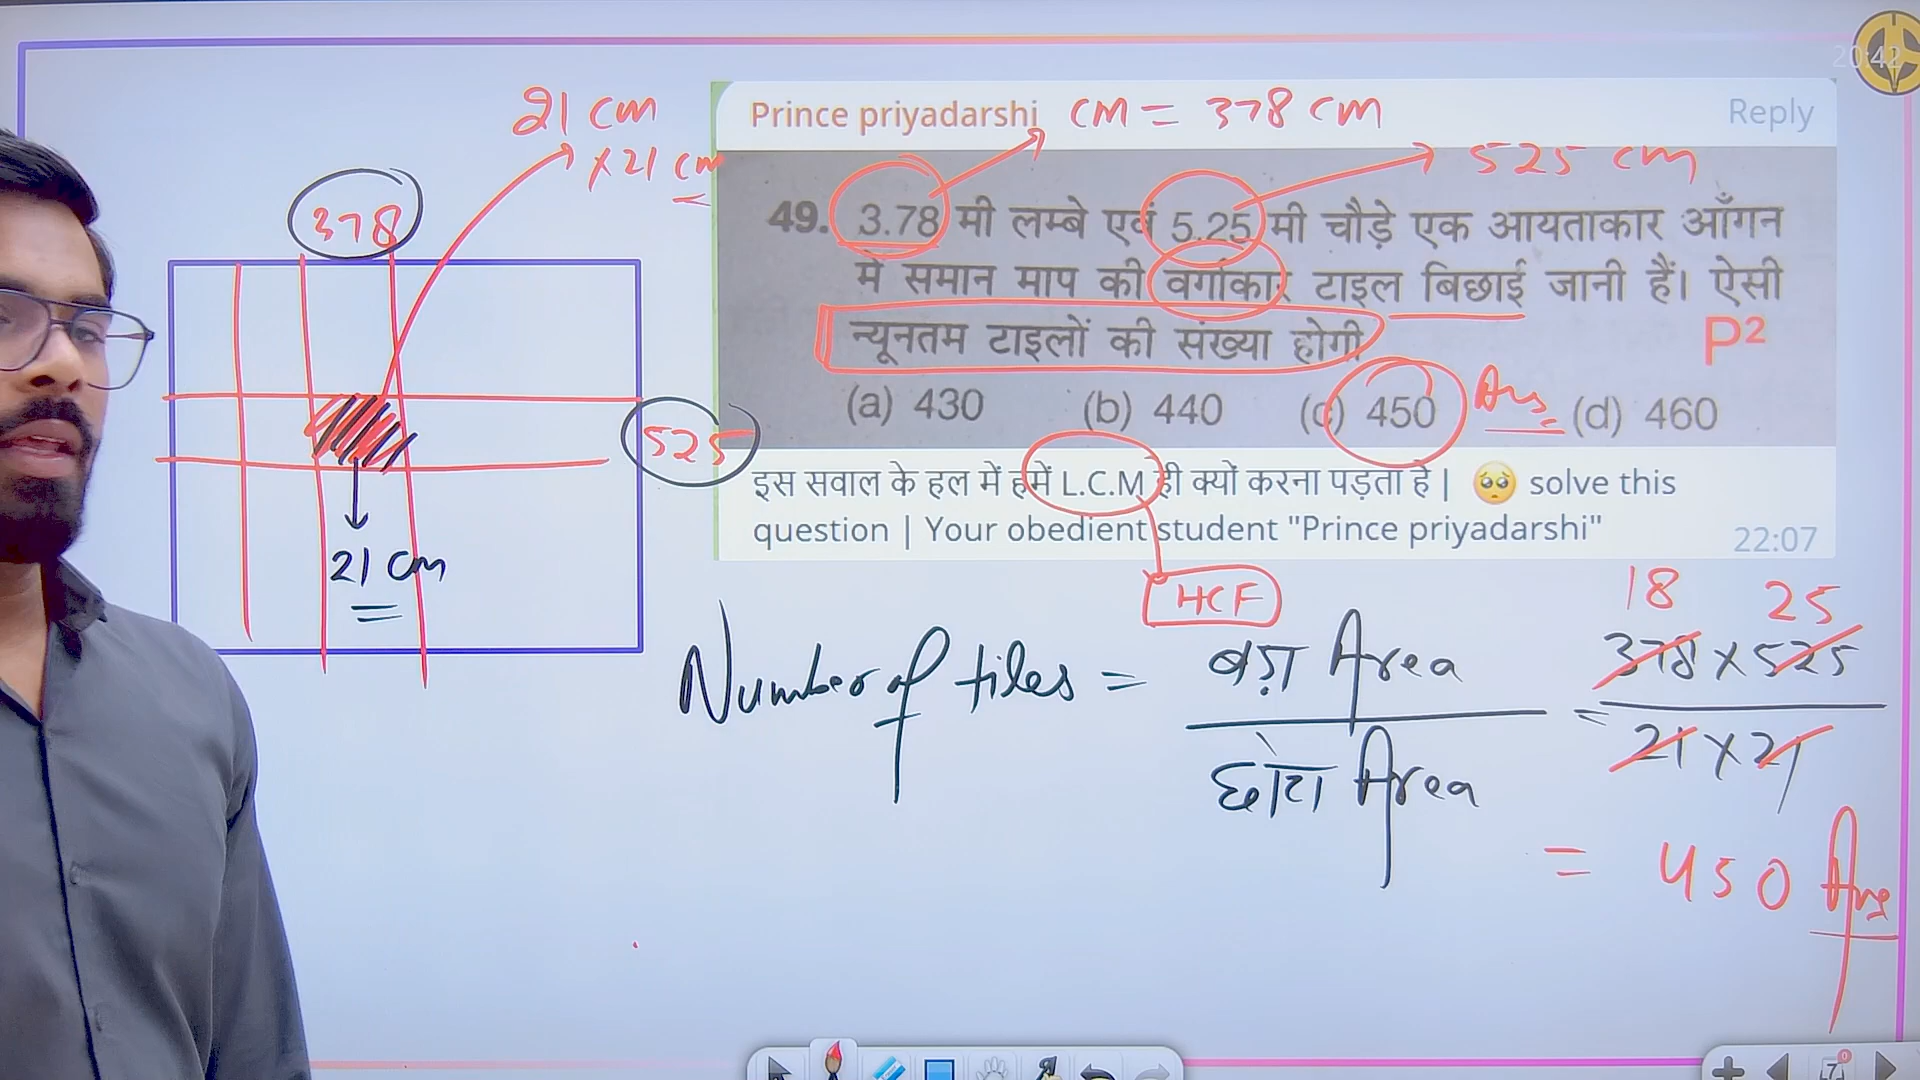 20:42
21 cm
×21 cm
Prince priyadarshi CM = 378 CM Reply
525 cm
378
49. 3.78 मी लम्बे एवं 5.25 मी चौड़े एक आयताकार आँगन
में समान माप की वर्गाकार टाइल बिछाई जानी हैं। ऐसी
न्यूनतम टाइलों की संख्या होगी
P²
(a) 430 (b) 440 (c) 450 Ans (d) 460
525
इस सवाल के हल में हमें L.C.M ही क्यों करना पड़ता है | 🥺 solve this
question | Your obedient student "Prince priyadarshi"
22:07
21 cm
HCF
18 25
Number of tiles = बड़ा Area / छोटा Area = 378 × 525 / 21 × 21
= 450 Ans
7